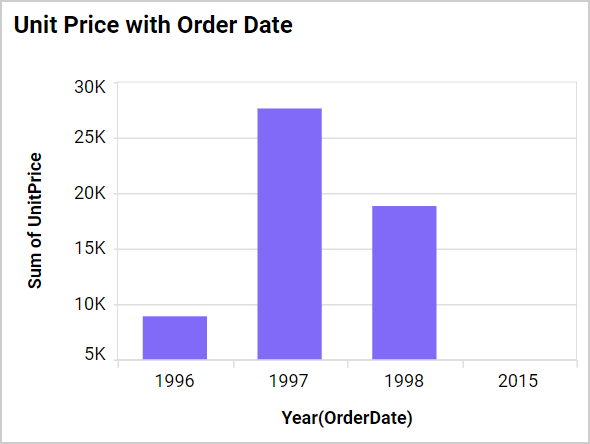 Unit Price with Order Date
30K
25K
20K
15K
10K
5K
Sum of UnitPrice
1996 1997 1998 2015
Year(OrderDate)